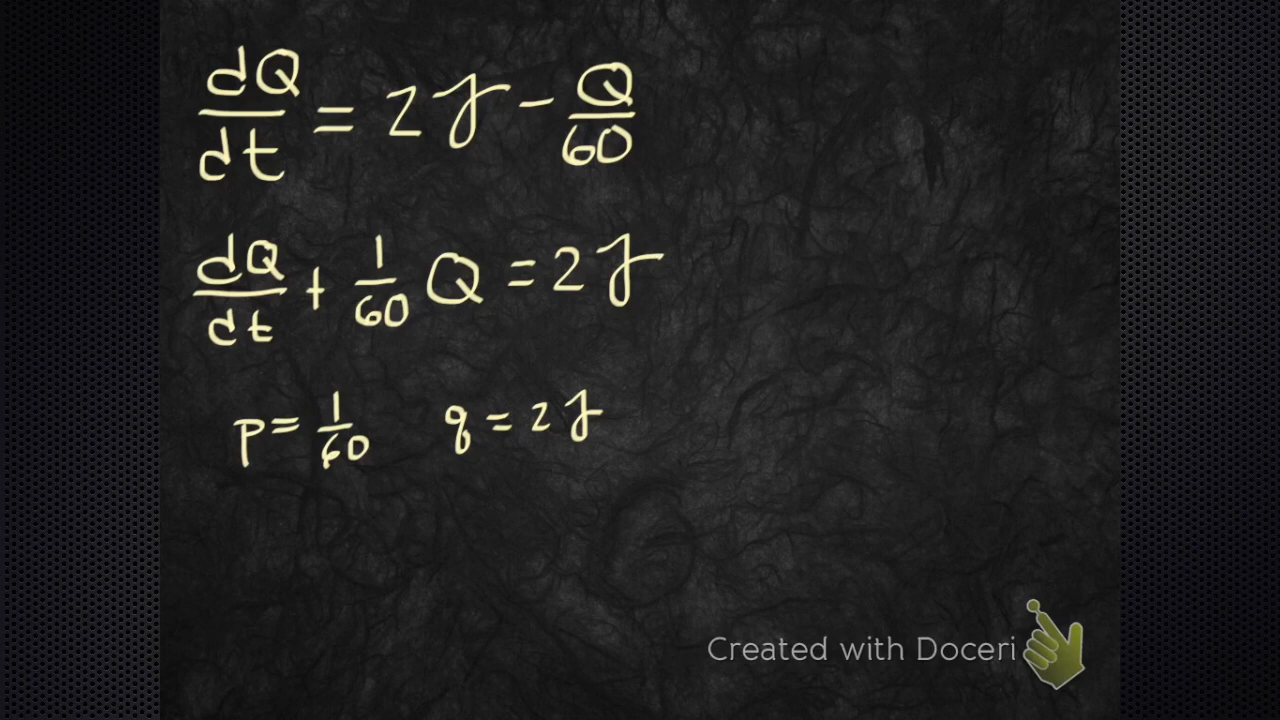 dQ/dt = 2γ - Q/60
dQ/dt + 1/60 Q = 2γ
p = 1/60 q = 2γ
Created with Doceri